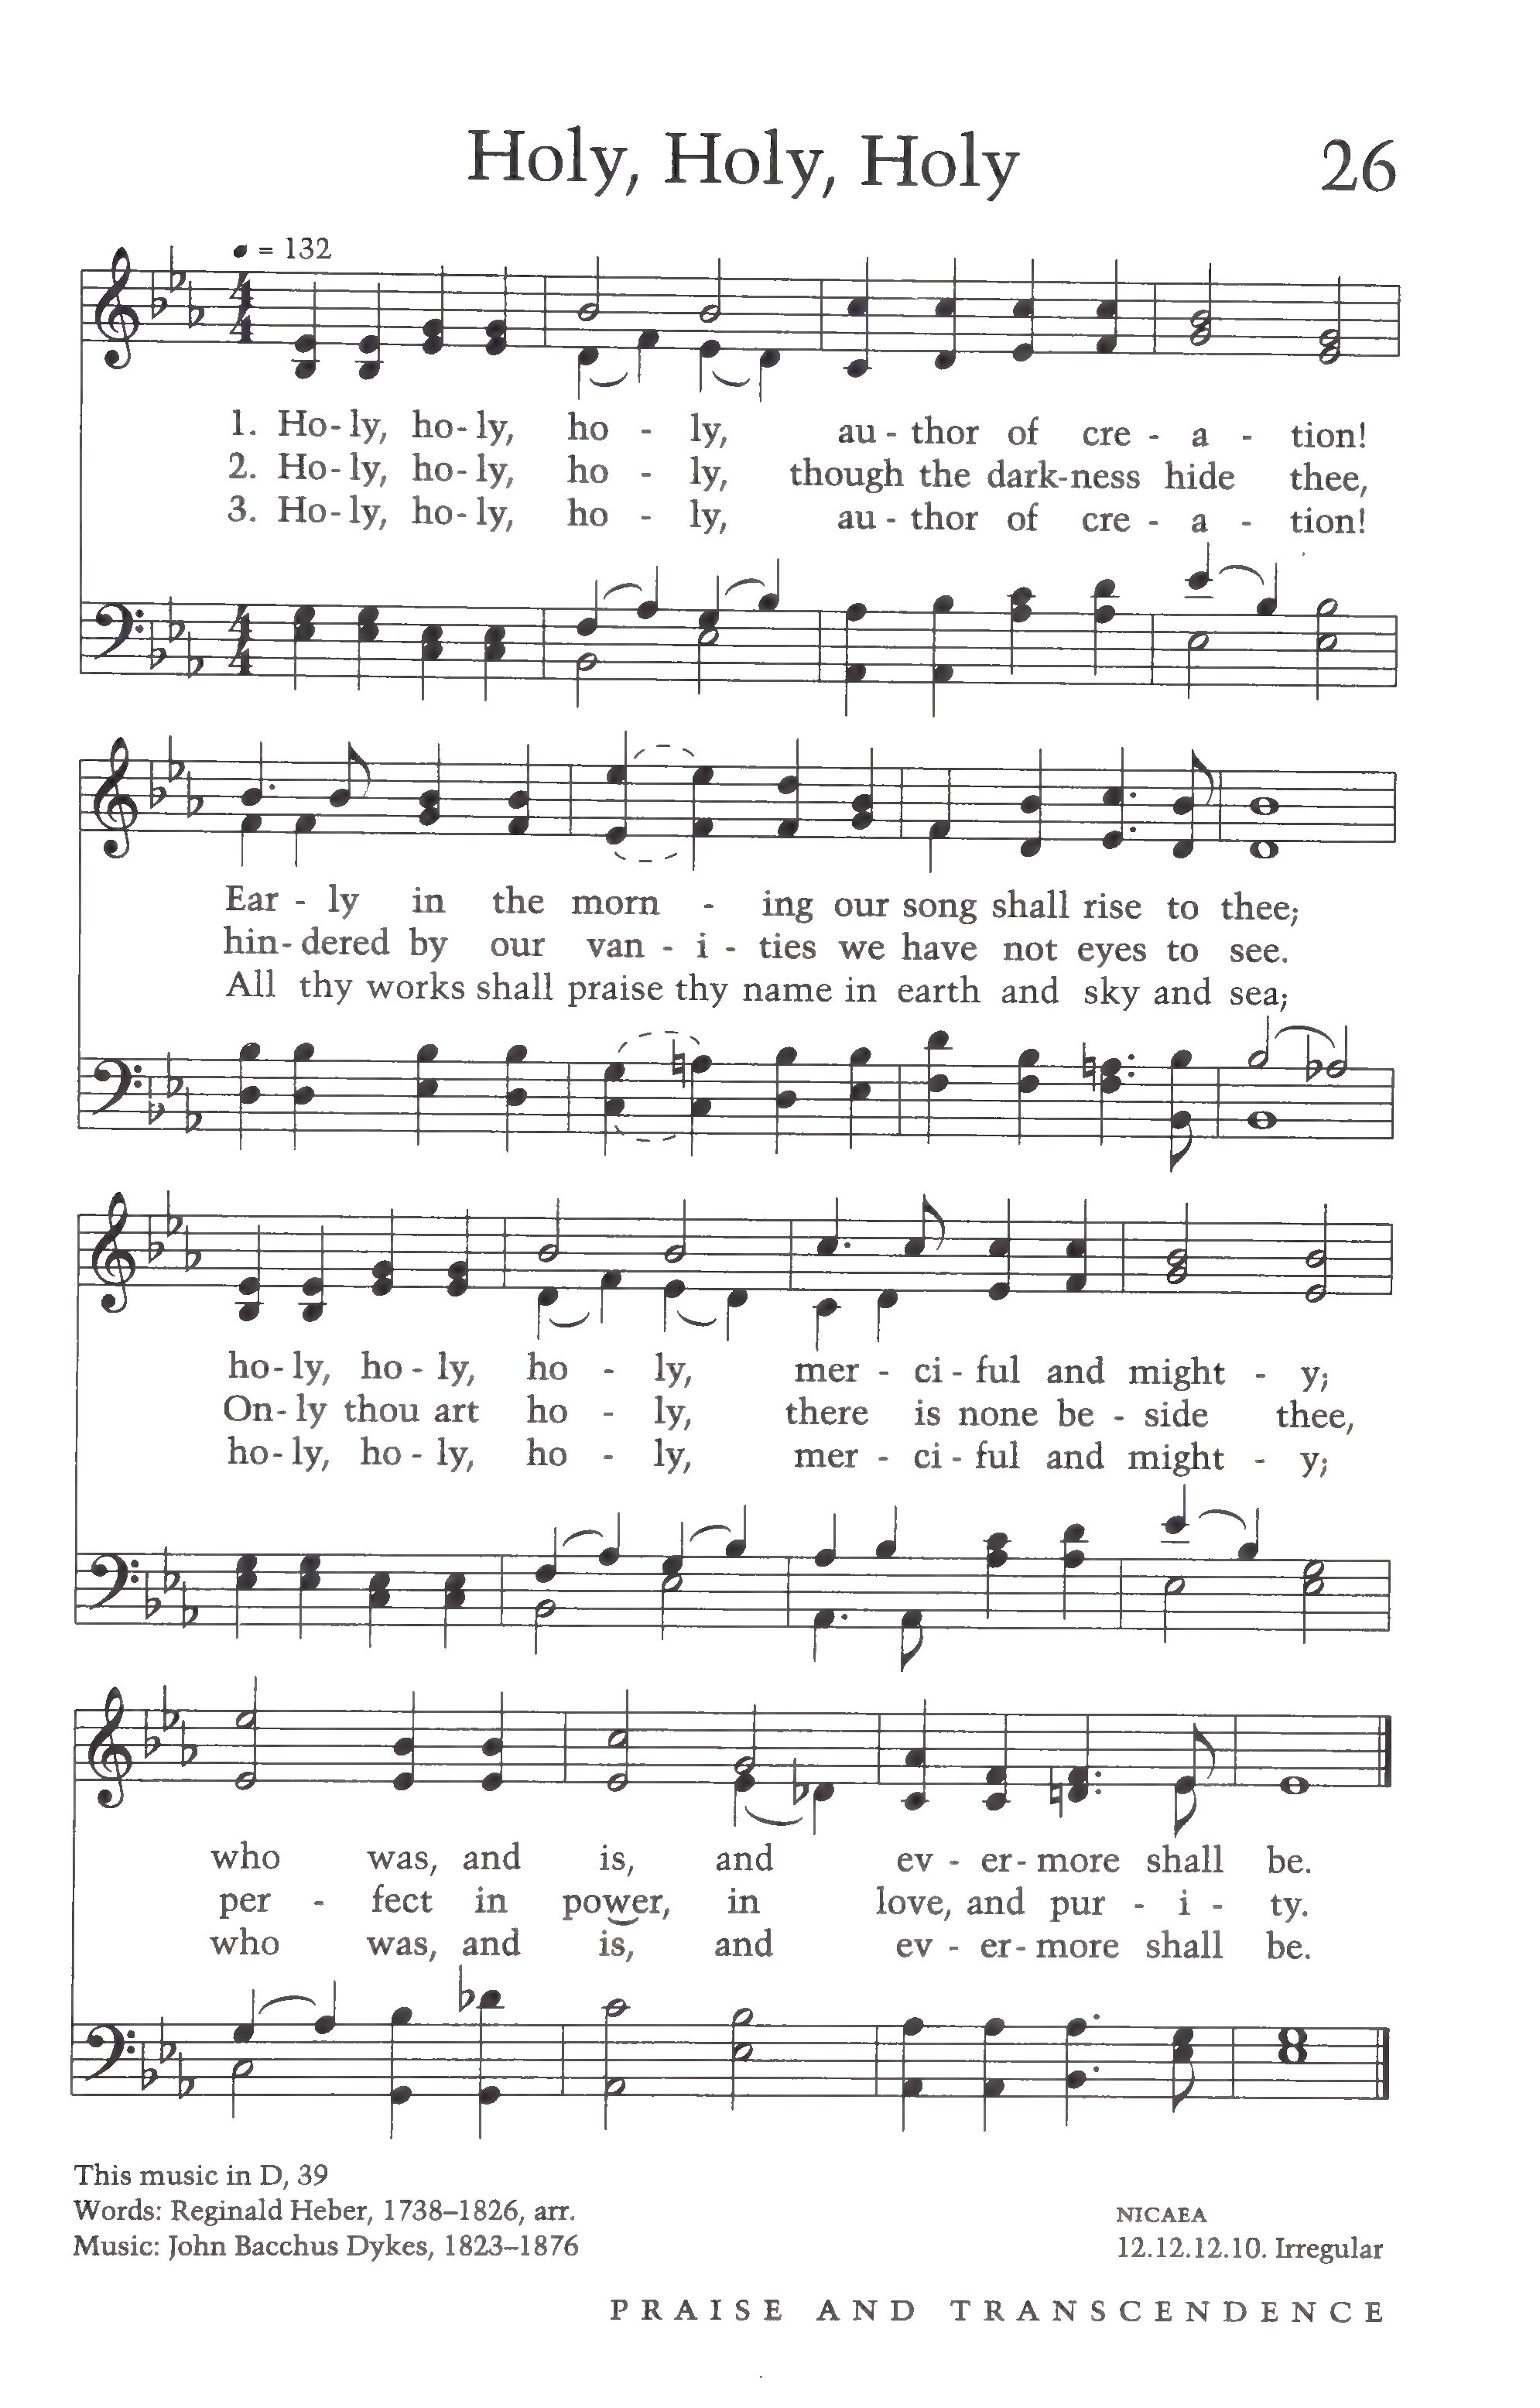 Holy, Holy, Holy 26
♩ = 132
1. Ho-ly, ho-ly, ho - ly, au - thor of cre - a - tion!
2. Ho-ly, ho-ly, ho - ly, though the dark-ness hide thee,
3. Ho-ly, ho-ly, ho - ly, au - thor of cre - a - tion!
Ear - ly in the morn - ing our song shall rise to thee;
hin-dered by our van - i - ties we have not eyes to see.
All thy works shall praise thy name in earth and sky and sea;
ho-ly, ho - ly, ho - ly, mer - ci - ful and might - y;
On-ly thou art ho - ly, there is none be - side thee,
ho-ly, ho - ly, ho - ly, mer - ci - ful and might - y;
who was, and is, and ev - er-more shall be.
per - fect in power, in love, and pur - i - ty.
who was, and is, and ev - er-more shall be.
This music in D, 39
Words: Reginald Heber, 1738–1826, arr.
Music: John Bacchus Dykes, 1823–1876
NICAEA
12.12.12.10. Irregular
PRAISE AND TRANSCENDENCE